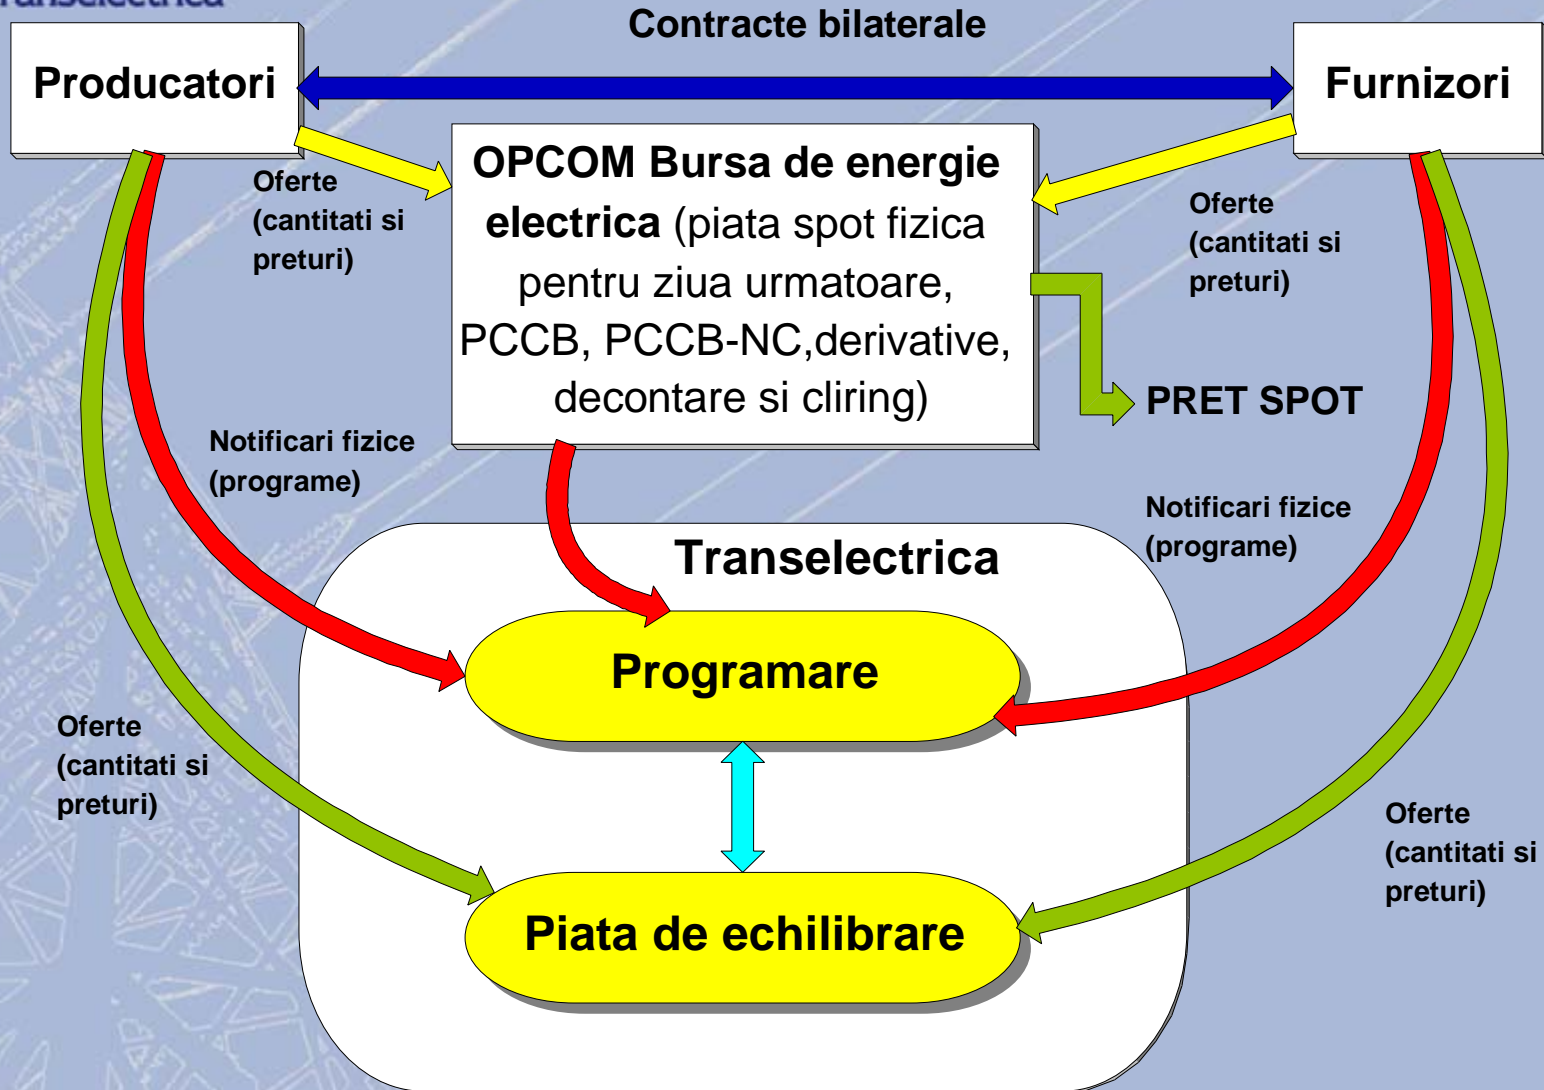 Transelectrica
Contracte bilaterale
Producatori
Furnizori
OPCOM Bursa de energie
electrica (piata spot fizica
pentru ziua urmatoare,
PCCB, PCCB-NC,derivative,
decontare si cliring)
Oferte
(cantitati si
preturi)
Oferte
(cantitati si
preturi)
PRET SPOT
Notificari fizice
(programe)
Notificari fizice
(programe)
Transelectrica
Programare
Oferte
(cantitati si
preturi)
Oferte
(cantitati si
preturi)
Piata de echilibrare